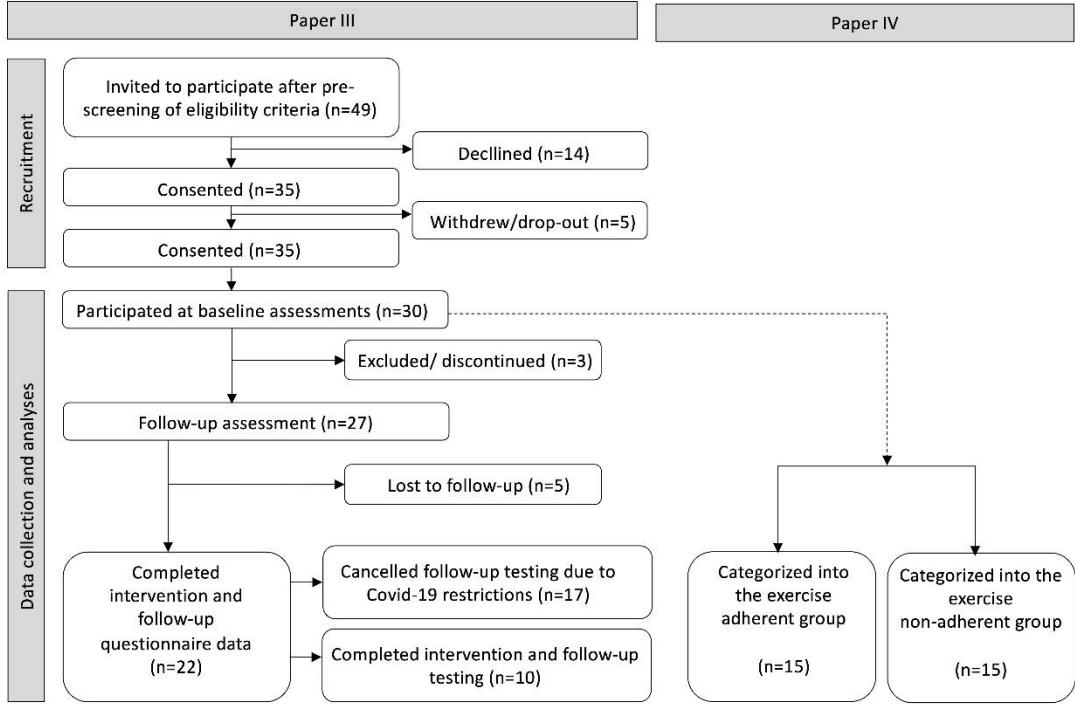 Paper III
Paper IV
Recruitment
Invited to participate after pre-
screening of eligibility criteria (n=49)
Decllined (n=14)
Consented (n=35)
Withdrew/drop-out (n=5)
Consented (n=35)
Data collection and analyses
Participated at baseline assessments (n=30)
Excluded/ discontinued (n=3)
Follow-up assessment (n=27)
Lost to follow-up (n=5)
Completed
intervention and
follow-up
questionnaire data
(n=22)
Cancelled follow-up testing due to
Covid-19 restrictions (n=17)
Completed intervention and follow-up
testing (n=10)
Categorized into
the exercise
adherent group
(n=15)
Categorized into the
exercise
non-adherent group
(n=15)